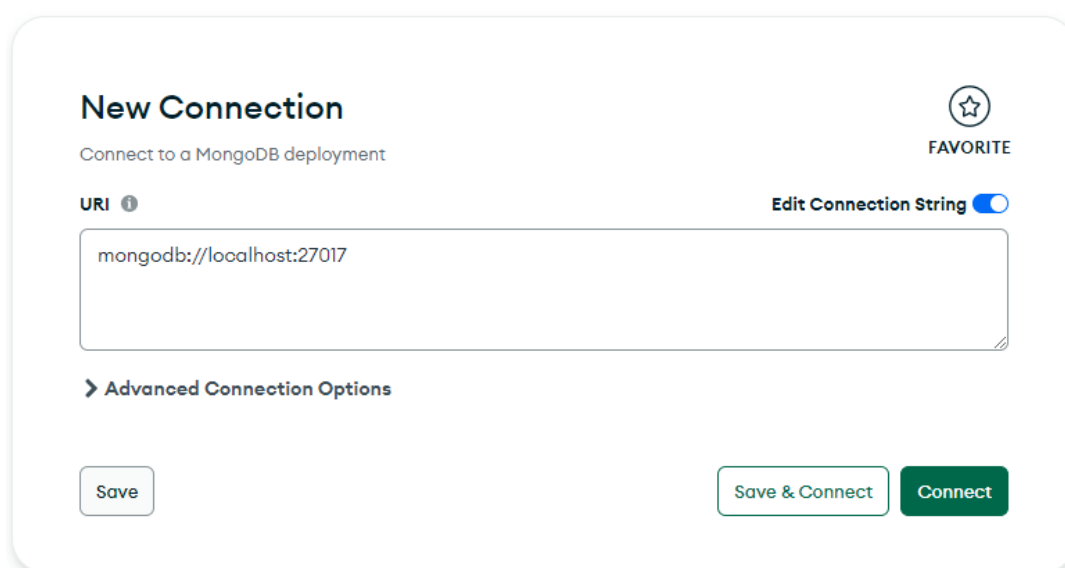 New Connection
FAVORITE
Connect to a MongoDB deployment
URI
Edit Connection String
mongodb://localhost:27017
Advanced Connection Options
Save
Save & Connect
Connect